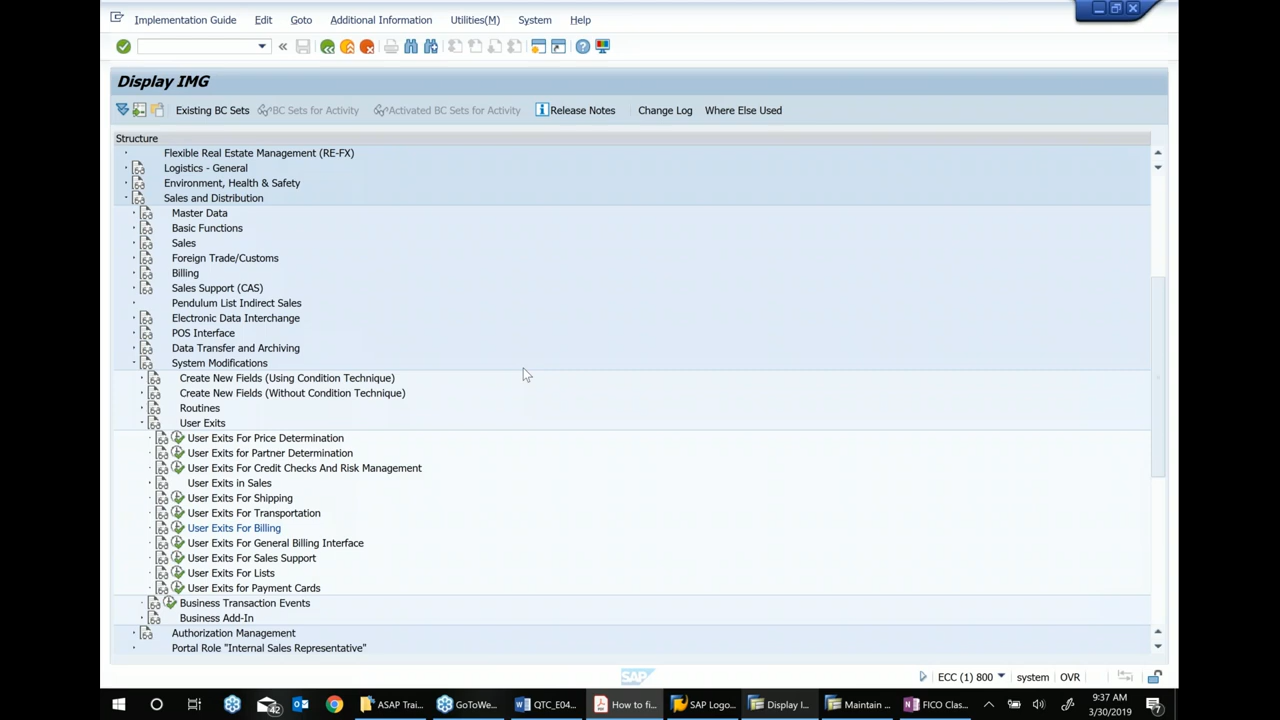 Implementation Guide Edit Goto Additional Information Utilities(M) System Help
Display IMG
Existing BC Sets BC Sets for Activity Activated BC Sets for Activity Release Notes Change Log Where Else Used
Structure
Flexible Real Estate Management (RE-FX)
Logistics - General
Environment, Health & Safety
Sales and Distribution
Master Data
Basic Functions
Sales
Foreign Trade/Customs
Billing
Sales Support (CAS)
Pendulum List Indirect Sales
Electronic Data Interchange
POS Interface
Data Transfer and Archiving
System Modifications
Create New Fields (Using Condition Technique)
Create New Fields (Without Condition Technique)
Routines
User Exits
User Exits For Price Determination
User Exits for Partner Determination
User Exits For Credit Checks And Risk Management
User Exits in Sales
User Exits For Shipping
User Exits For Transportation
User Exits For Billing
User Exits For General Billing Interface
User Exits For Sales Support
User Exits For Lists
User Exits for Payment Cards
Business Transaction Events
Business Add-In
Authorization Management
Portal Role "Internal Sales Representative"
SAP
ECC (1) 800 system OVR
42 ASAP Trai... GoToWe... QTC_E04... How to fi... SAP Logo... Display I... Maintain ... FICO Clas... 9:37 AM
3/30/2019 7